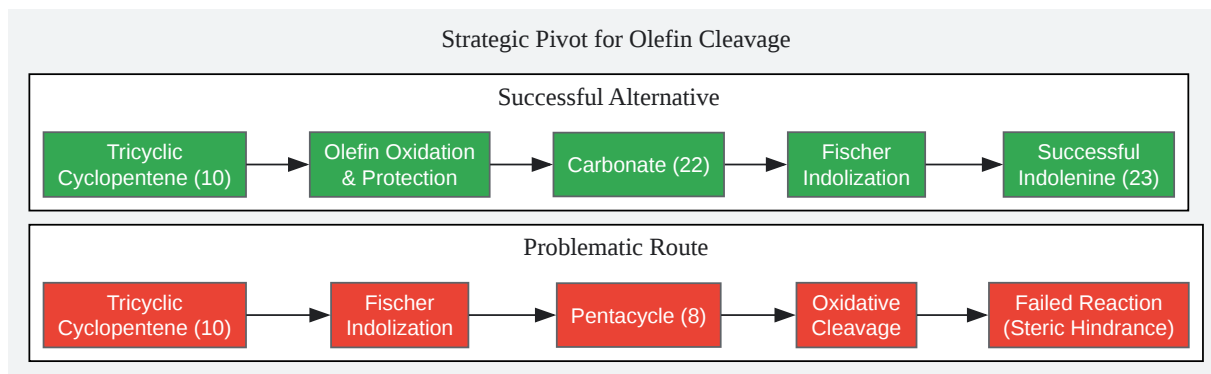 Strategic Pivot for Olefin Cleavage
Successful Alternative
Tricyclic
Cyclopentene (10)
Olefin Oxidation
& Protection
Carbonate (22)
Fischer
Indolization
Successful
Indolenine (23)
Problematic Route
Tricyclic
Cyclopentene (10)
Fischer
Indolization
Pentacycle (8)
Oxidative
Cleavage
Failed Reaction
(Steric Hindrance)